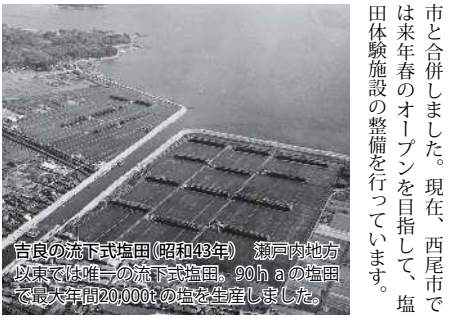 市と合併しました。現在、西尾市で
は来年春のオープンを目指して、塩
田体験施設の整備を行っています。
吉良の流下式塩田(昭和43年) 瀬戸内地方
以東では唯一の流下式塩田。90haの塩田
で最大年間20,000tの塩を生産しました。